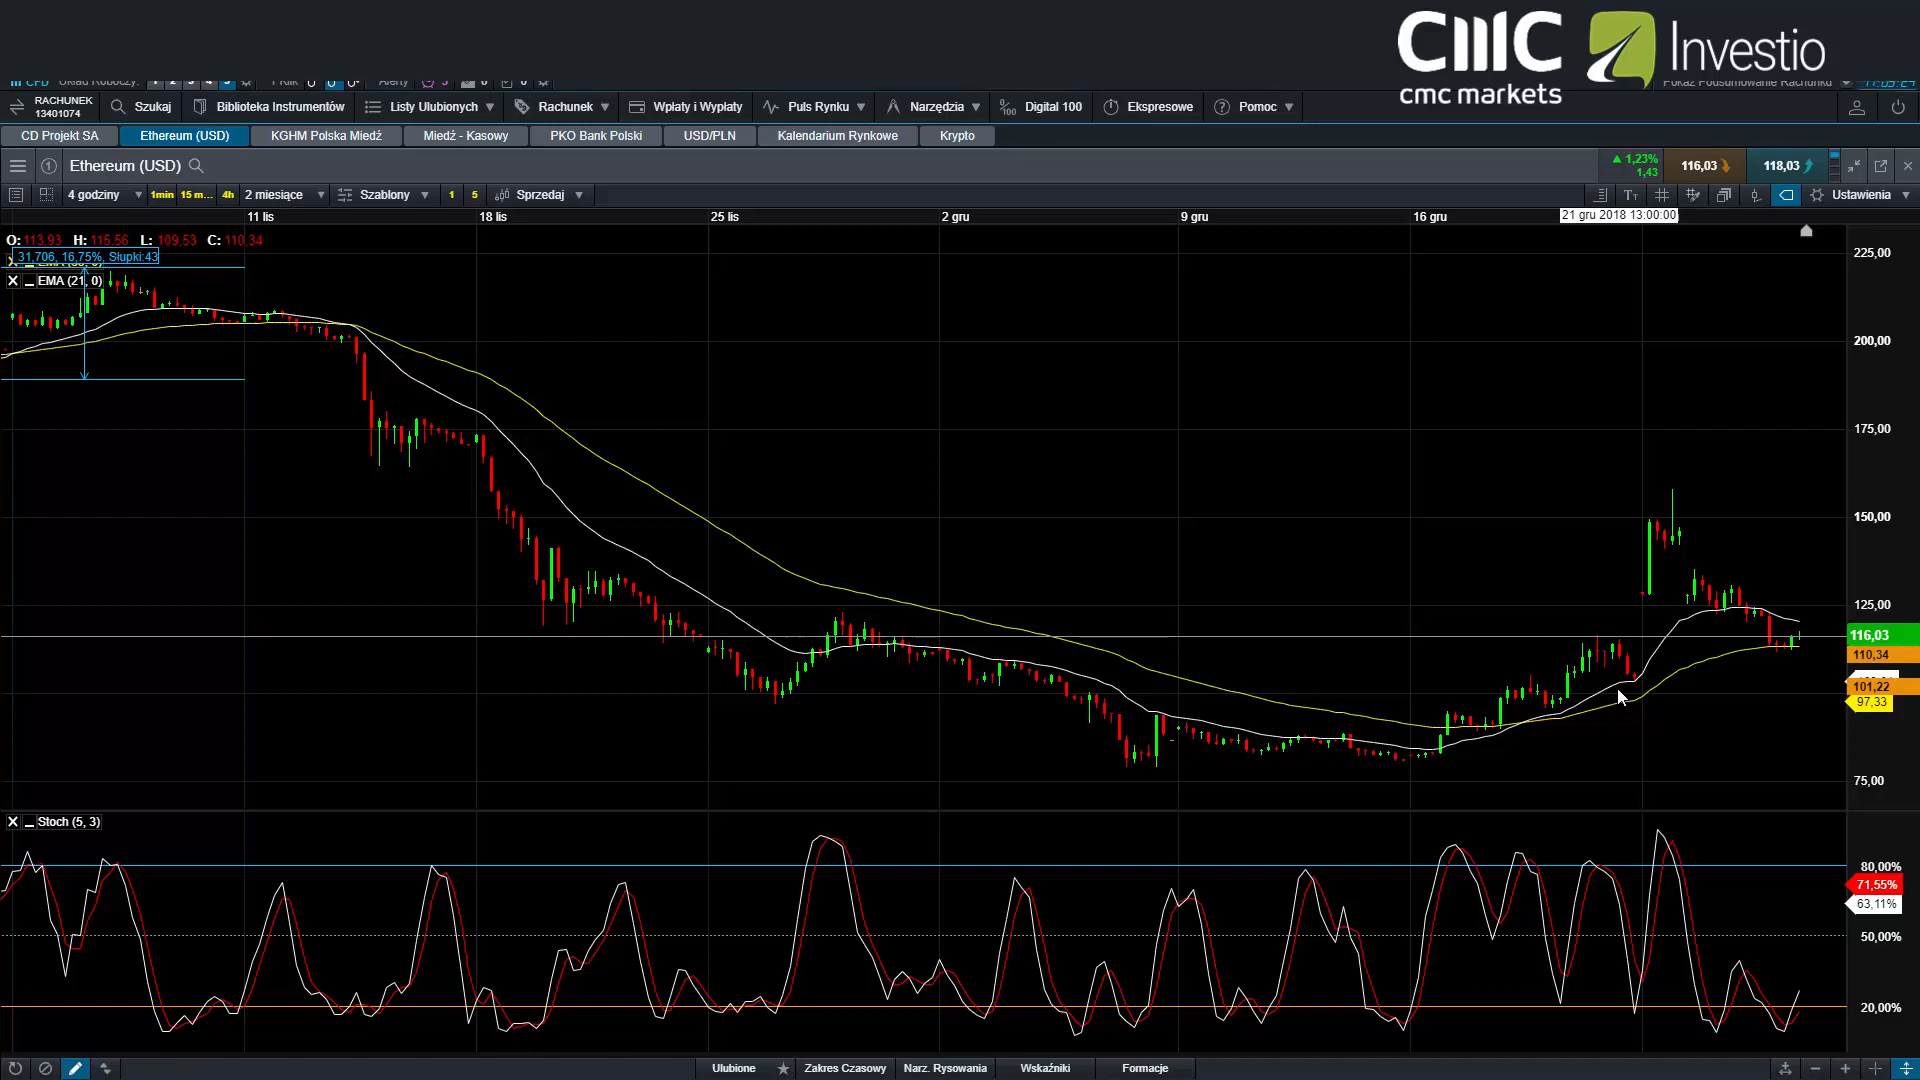 CMC Investio
cmc markets
RACHUNEK
13401074
Szukaj
Biblioteka Instrumentów
Listy Ulubionych
Rachunek
Wpłaty i Wypłaty
Puls Rynku
Narzędzia
Digital 100
Ekspresowe
Pomoc
CD Projekt SA
Ethereum (USD)
KGHM Polska Miedź
Miedź - Kasowy
PKO Bank Polski
USD/PLN
Kalendarium Rynkowe
Krypto
1
Ethereum (USD)
1,23%
1,43
116,03
118,03
4 godziny
1min
15 m...
4h
2 miesiące
Szablony
1
5
Sprzedaj
Ustawienia
11 lis
18 lis
25 lis
2 gru
9 gru
16 gru
21 gru 2018 13:00:00
O: 113,93 H: 115,56 L: 109,53 C: 110,34
31,706, 16,75%, Słupki:43
EMA (21, 0)
225,00
200,00
175,00
150,00
125,00
116,03
110,34
101,22
97,33
75,00
Stoch (5, 3)
80,00%
71,55%
63,11%
50,00%
20,00%
Ulubione
Zakres Czasowy
Narz. Rysowania
Wskaźniki
Formacje